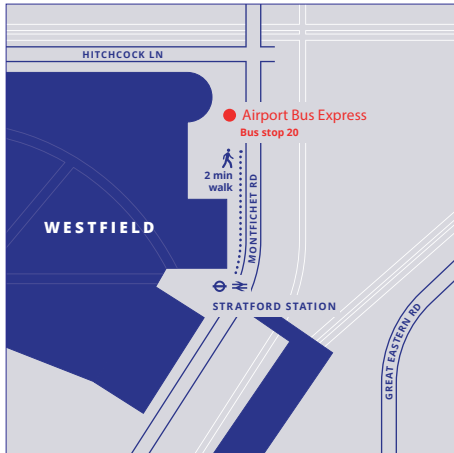 HITCHCOCK LN
Airport Bus Express
Bus stop 20
2 min
walk
MONTFICHET RD
WESTFIELD
STRATFORD STATION
GREAT EASTERN RD